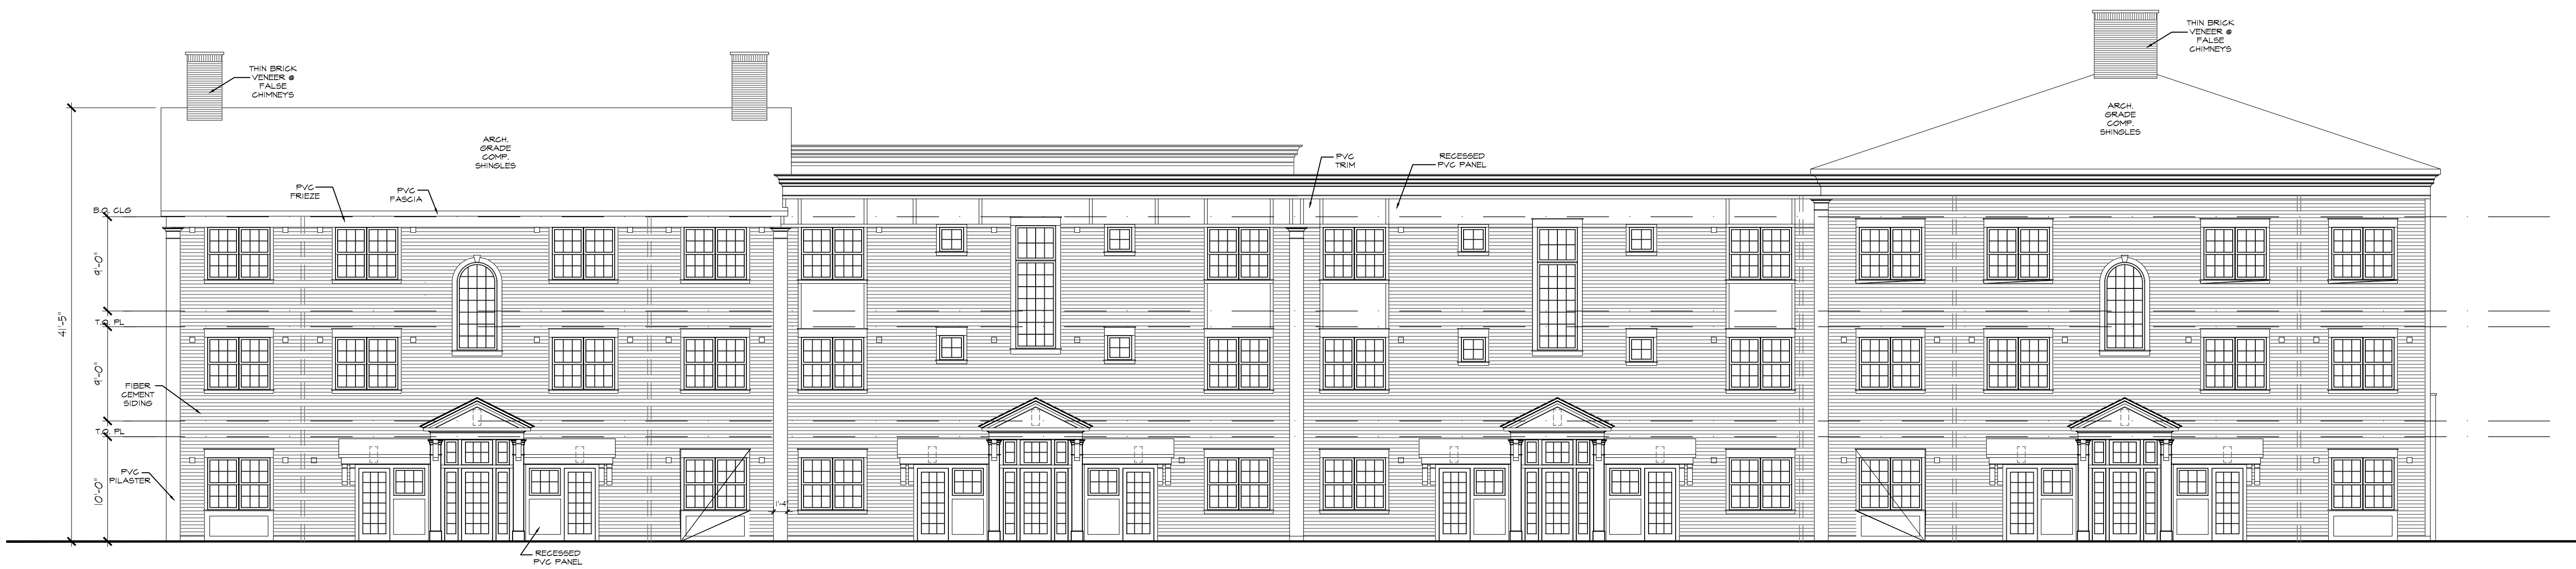 THIN BRICK
VENEER @
FALSE
CHIMNEYS
THIN BRICK
VENEER @
FALSE
CHIMNEYS
ARCH.
GRADE
COMP.
SHINGLES
ARCH.
GRADE
COMP.
SHINGLES
PVC
TRIM
RECESSED
PVC PANEL
PVC
FRIEZE
PVC
FASCIA
B.O. CLG
9'-0"
41'-5"
T.O. PL
9'-0"
FIBER
CEMENT
SIDING
T.O. PL
PVC
PILASTER
10'-0"
1'-4"
RECESSED
PVC PANEL